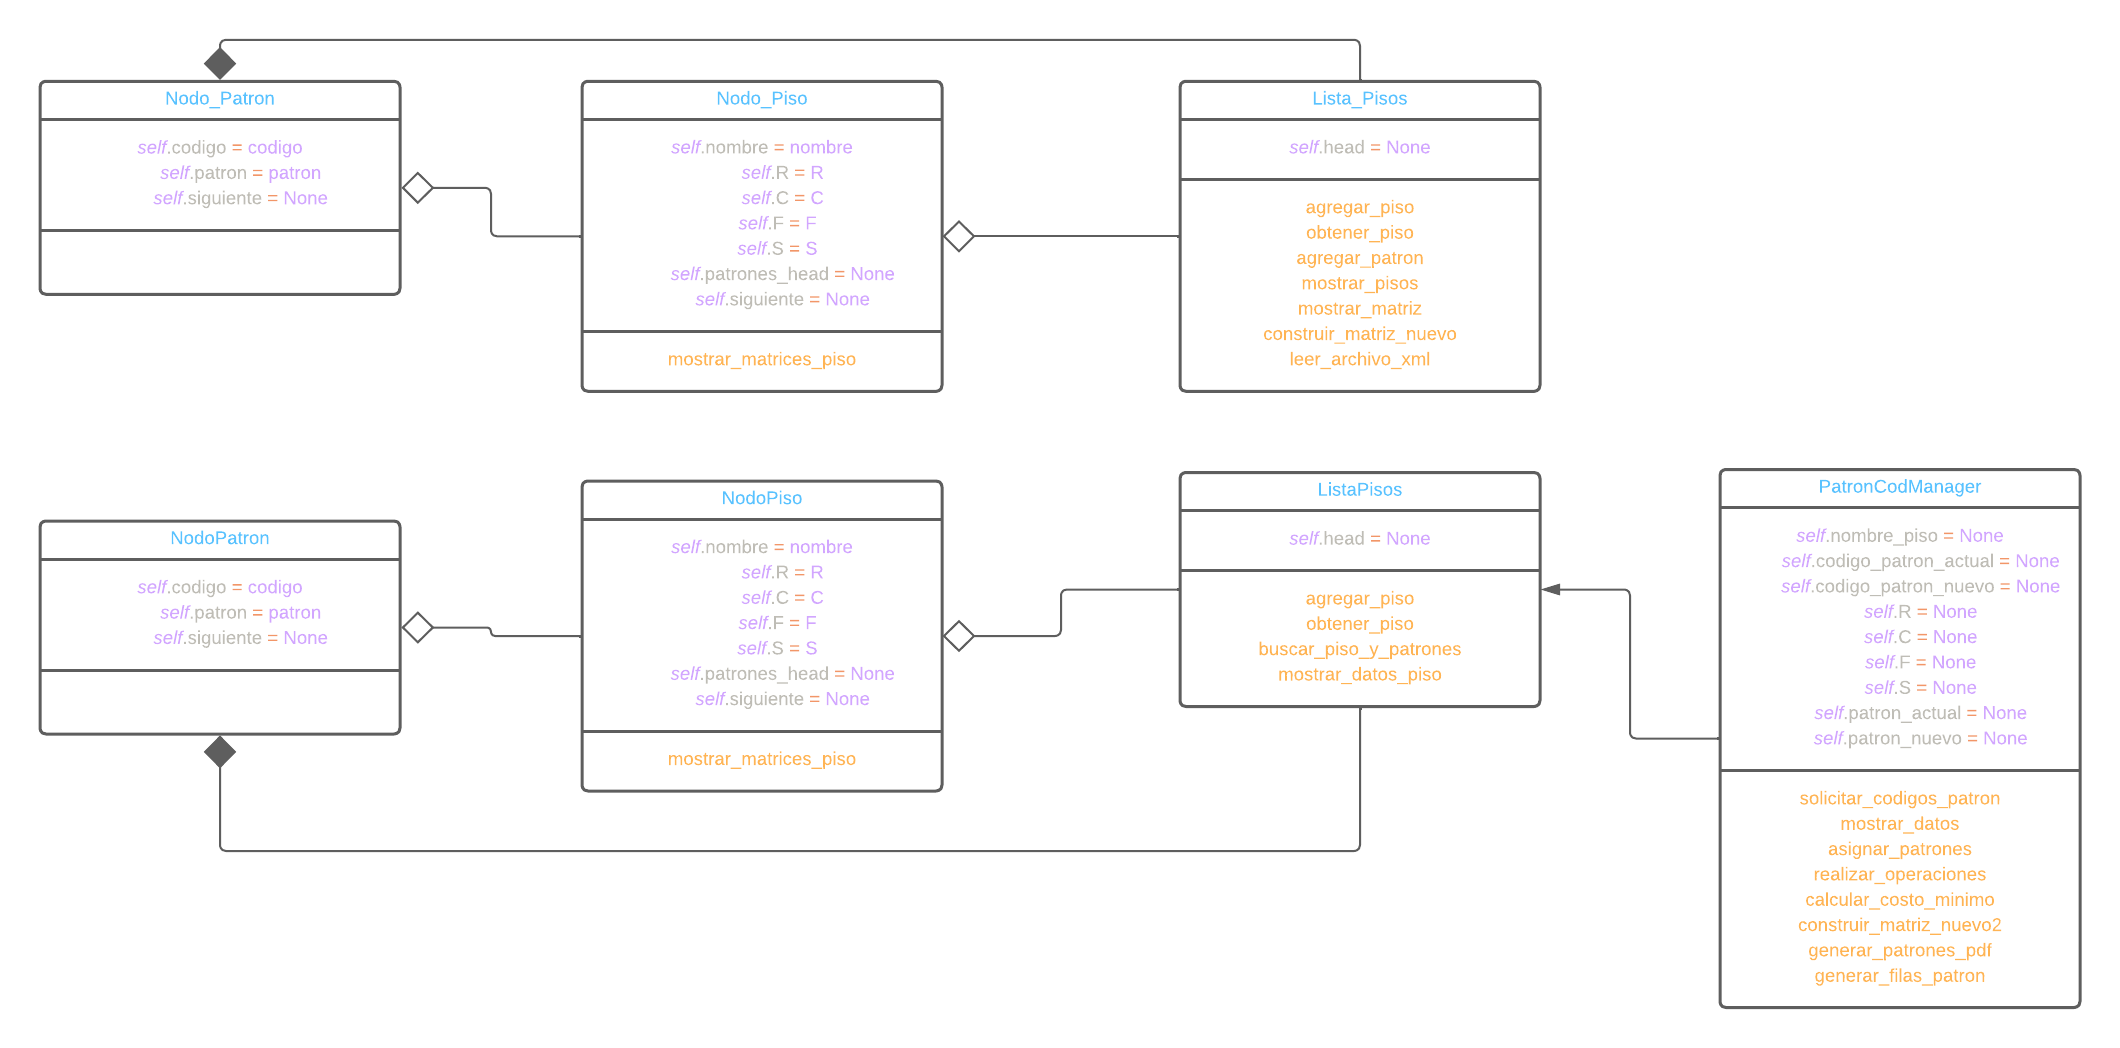 Nodo_Patron
self.codigo = codigo
self.patron = patron
self.siguiente = None
Nodo_Piso
self.nombre = nombre
self.R = R
self.C = C
self.F = F
self.S = S
self.patrones_head = None
self.siguiente = None
mostrar_matrices_piso
Lista_Pisos
self.head = None
agregar_piso
obtener_piso
agregar_patron
mostrar_pisos
mostrar_matriz
construir_matriz_nuevo
leer_archivo_xml
NodoPatron
self.codigo = codigo
self.patron = patron
self.siguiente = None
NodoPiso
self.nombre = nombre
self.R = R
self.C = C
self.F = F
self.S = S
self.patrones_head = None
self.siguiente = None
mostrar_matrices_piso
ListaPisos
self.head = None
agregar_piso
obtener_piso
buscar_piso_y_patrones
mostrar_datos_piso
PatronCodManager
self.nombre_piso = None
self.codigo_patron_actual = None
self.codigo_patron_nuevo = None
self.R = None
self.C = None
self.F = None
self.S = None
self.patron_actual = None
self.patron_nuevo = None
solicitar_codigos_patron
mostrar_datos
asignar_patrones
realizar_operaciones
calcular_costo_minimo
construir_matriz_nuevo2
generar_patrones_pdf
generar_filas_patron